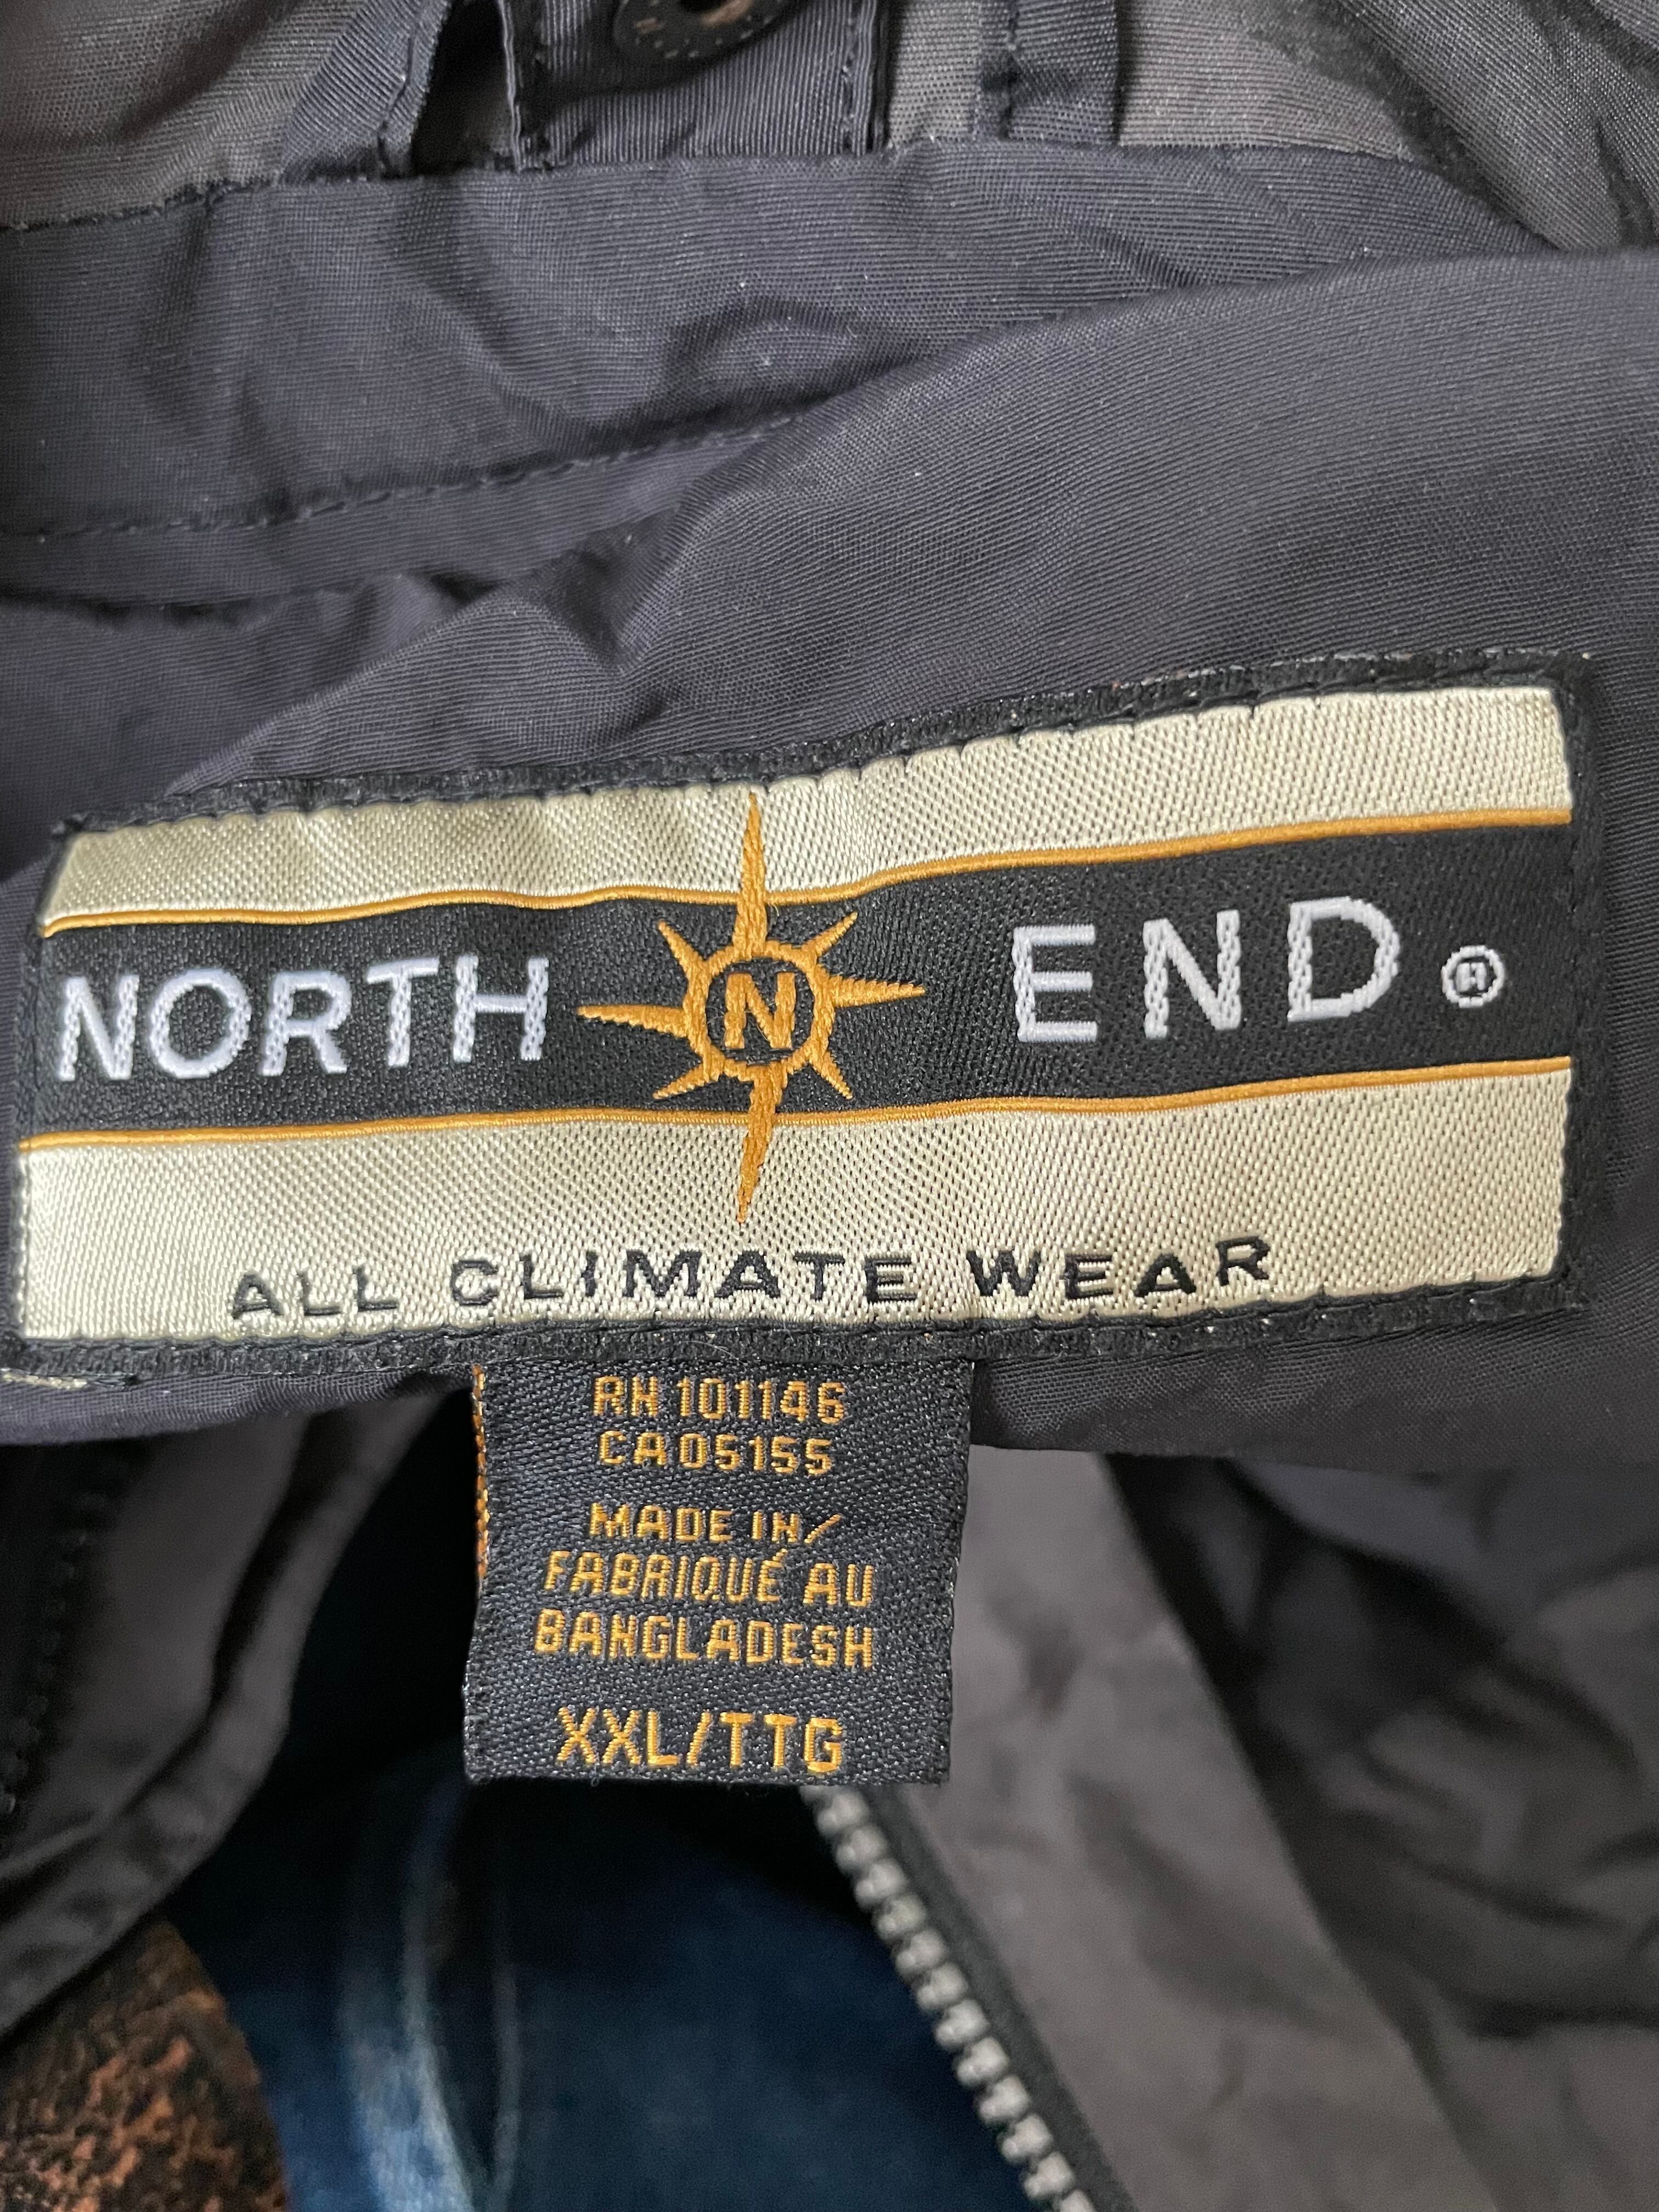 NORTH N END®
ALL CLIMATE WEAR
RN 101146
CA05155
MADE IN/
FABRIQUÉ AU
BANGLADESH
XXL/TTG